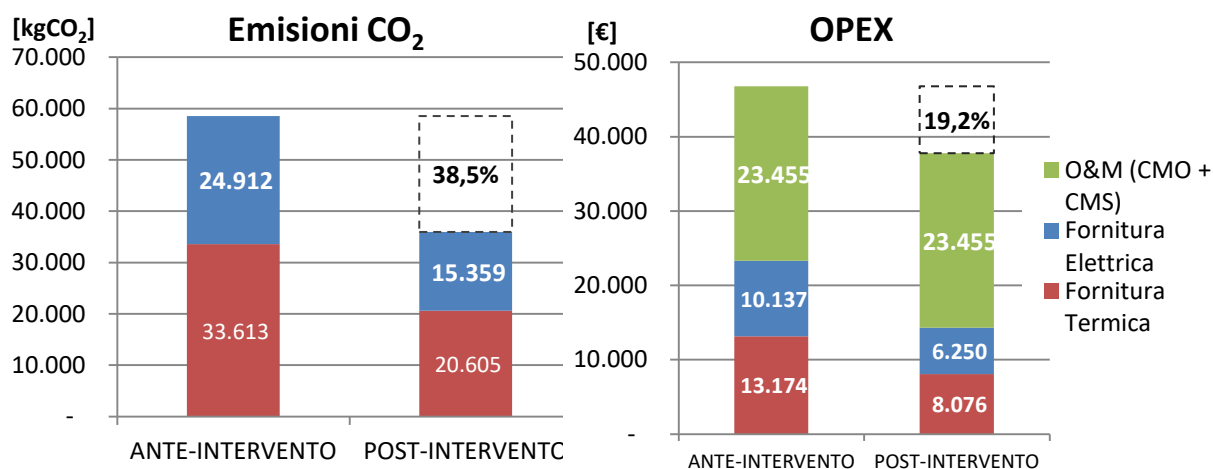 [kgCO2]
Emisioni CO2
70.000
60.000
50.000
40.000
30.000
20.000
10.000
-
24.912
33.613
38,5%
15.359
20.605
ANTE-INTERVENTO
POST-INTERVENTO
[€]
OPEX
50.000
40.000
30.000
20.000
10.000
-
23.455
10.137
13.174
19,2%
23.455
6.250
8.076
ANTE-INTERVENTO
POST-INTERVENTO
O&M (CMO +
CMS)
Fornitura
Elettrica
Fornitura
Termica